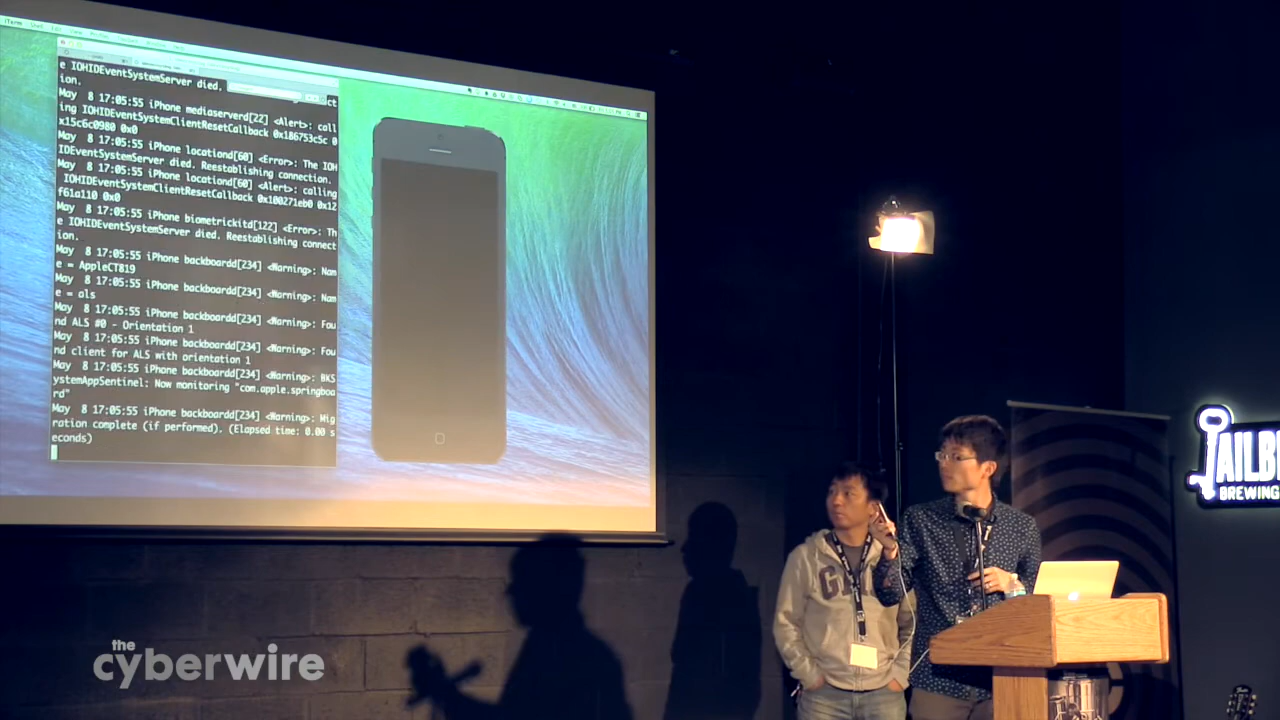 e IOHIDEventSystemServer died.
ct
ion.
May  8 17:05:55 iPhone mediaserverd[22] <Alert>: call
ing IOHIDEventSystemClientResetCallback 0x186753c5c 0
x15c6c0980 0x0
May  8 17:05:55 iPhone locationd[60] <Error>: The IOH
IDEventSystemServer died. Reestablishing connection.
May  8 17:05:55 iPhone locationd[60] <Alert>: calling
IOHIDEventSystemClientResetCallback 0x100271eb0 0x12
f61a110 0x0
May  8 17:05:55 iPhone biometrickitd[122] <Error>: Th
e IOHIDEventSystemServer died. Reestablishing connect
ion.
May  8 17:05:55 iPhone backboardd[234] <Warning>: Nam
e = AppleCT819
May  8 17:05:55 iPhone backboardd[234] <Warning>: Nam
e = als
May  8 17:05:55 iPhone backboardd[234] <Warning>: Fou
nd ALS #0 - Orientation 1
May  8 17:05:55 iPhone backboardd[234] <Warning>: Fou
nd client for ALS with orientation 1
May  8 17:05:55 iPhone backboardd[234] <Warning>: BKS
ystemAppSentinel: Now monitoring "com.apple.springboa
rd"
May  8 17:05:55 iPhone backboardd[234] <Warning>: Mig
ration complete (if performed). (Elapsed time: 0.00 s
econds)
JAILB
BREWING
the
cyberwire